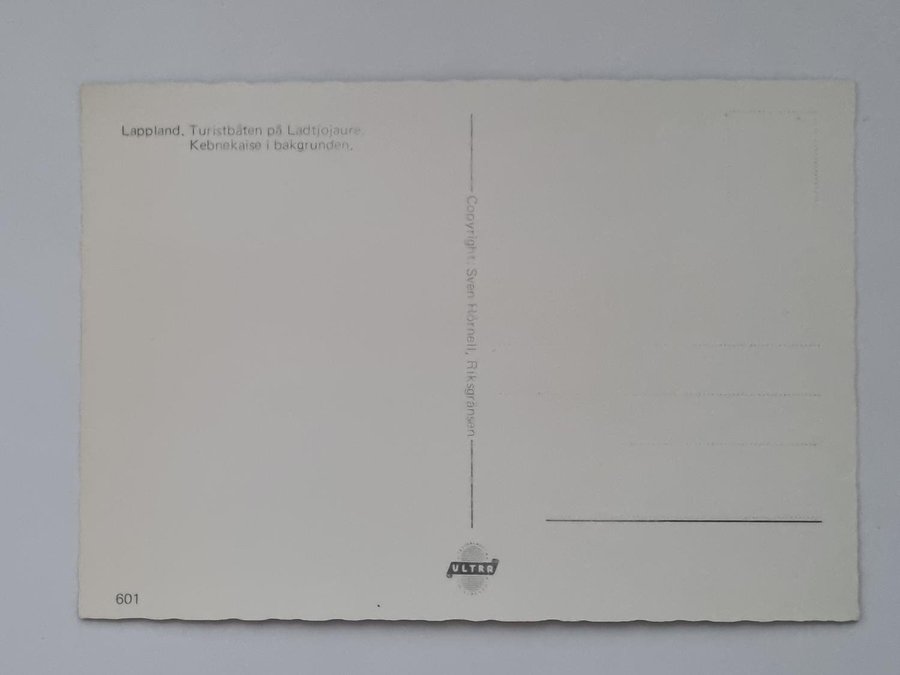 Lappland. Turistbåten på Ladtjojaure.
Kebnekaise i bakgrunden.
Copyright: Sven Hörnell, Riksgränsen
ULTRA
601